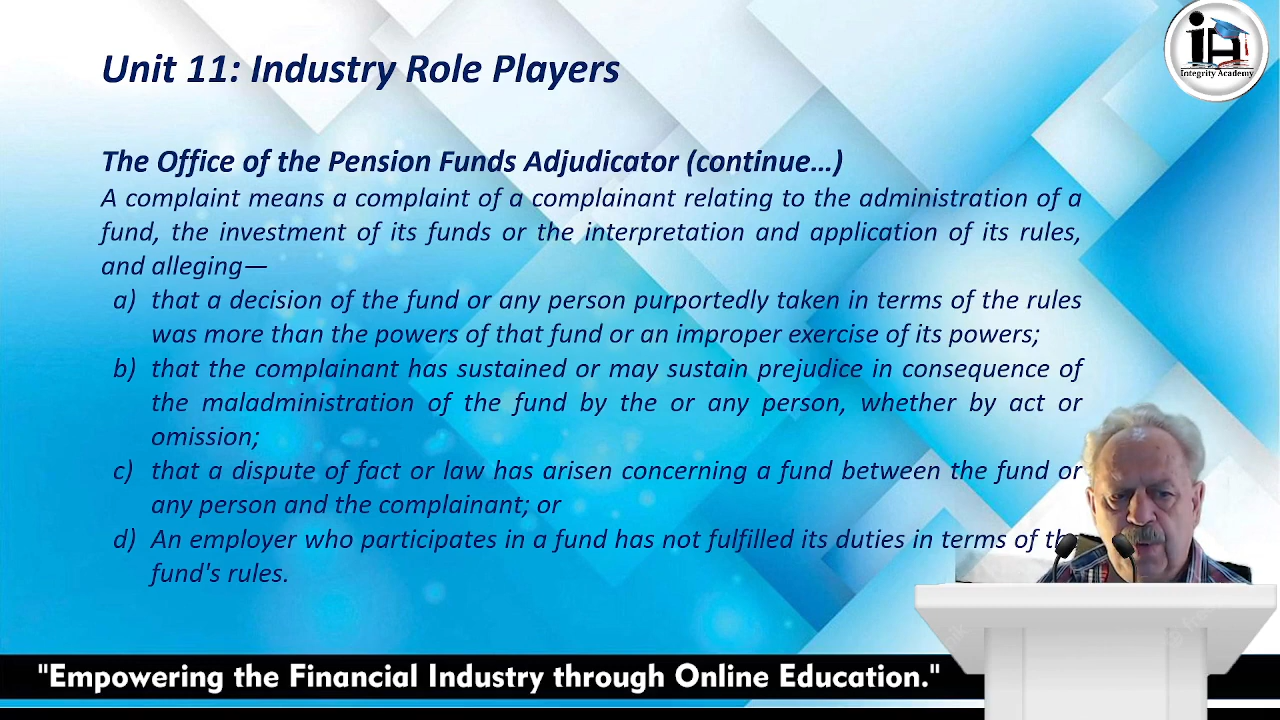 Unit 11: Industry Role Players
iA
Integrity Academy
The Office of the Pension Funds Adjudicator (continue…)
A complaint means a complaint of a complainant relating to the administration of a
fund, the investment of its funds or the interpretation and application of its rules,
and alleging—
a) that a decision of the fund or any person purportedly taken in terms of the rules
was more than the powers of that fund or an improper exercise of its powers;
b) that the complainant has sustained or may sustain prejudice in consequence of
the maladministration of the fund by the or any person, whether by act or
omission;
c) that a dispute of fact or law has arisen concerning a fund between the fund or
any person and the complainant; or
d) An employer who participates in a fund has not fulfilled its duties in terms of
fund's rules.
"Empowering the Financial Industry through Online Education."